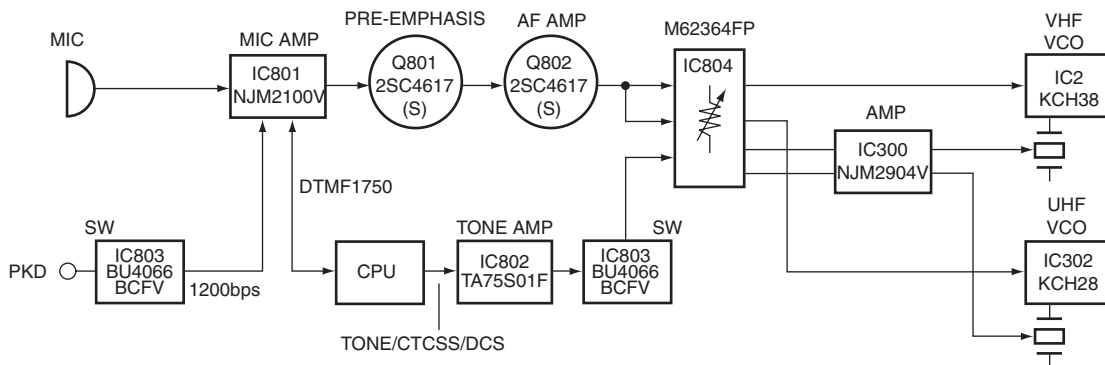 MIC
MIC AMP
IC801
NJM2100V
PRE-EMPHASIS
Q801
2SC4617
(S)
AF AMP
Q802
2SC4617
(S)
M62364FP
IC804
VHF
VCO
IC2
KCH38
AMP
IC300
NJM2904V
DTMF1750
SW
PKD
IC803
BU4066
BCFV
1200bps
CPU
TONE AMP
IC802
TA75S01F
SW
IC803
BU4066
BCFV
TONE/CTCSS/DCS
UHF
VCO
IC302
KCH28